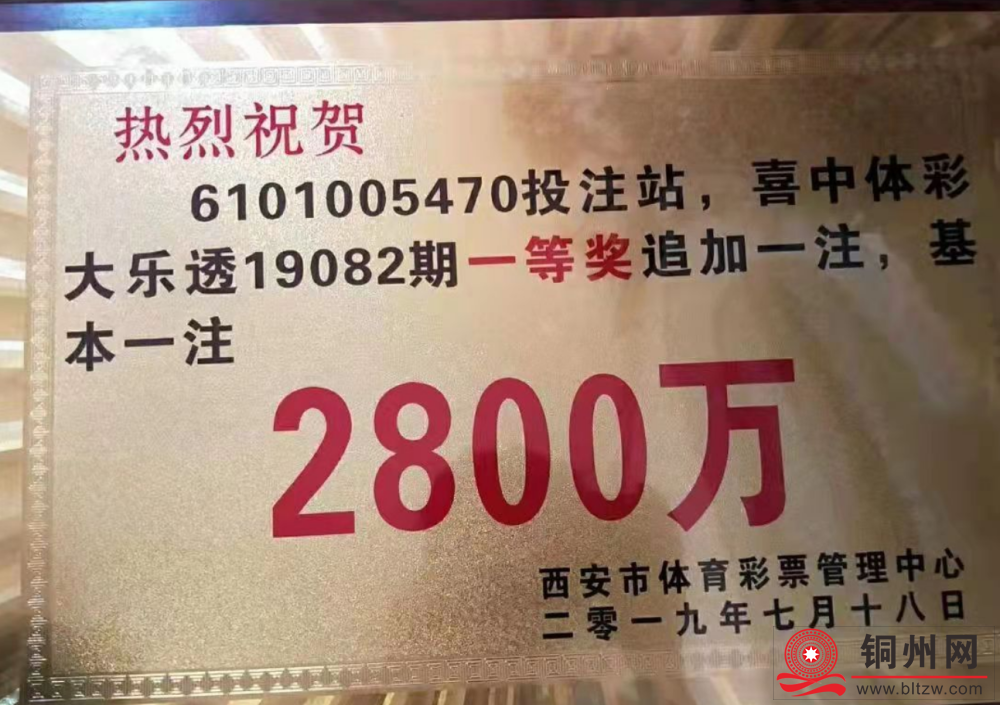 热烈祝贺
6101005470投注站，喜中体彩
大乐透19082期一等奖追加一注，基
本一注
2800万
西安市体育彩票管理中心
二零一九年七月十八日
铜州网
www.bltzw.com